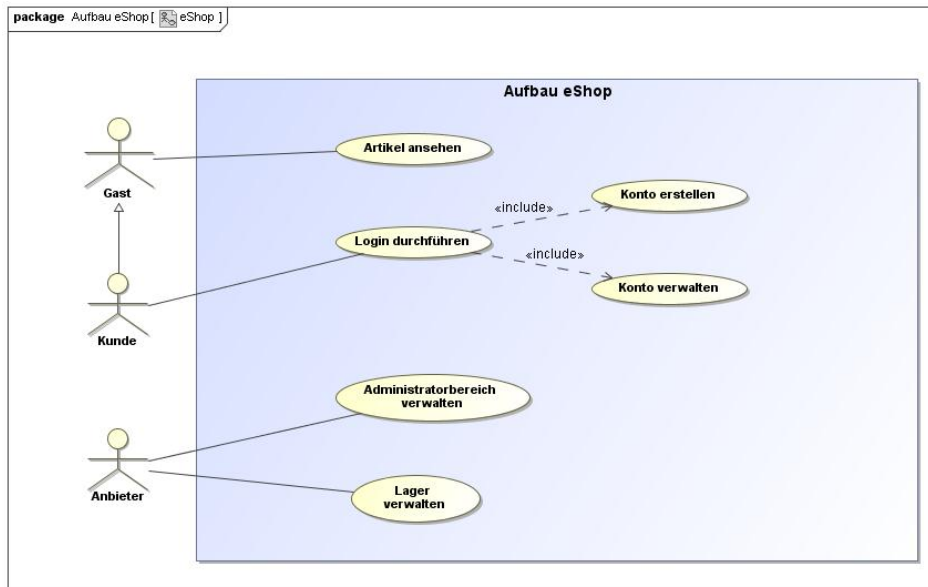 package Aufbau eShop [ eShop ]
Aufbau eShop
Artikel ansehen
Gast
Konto erstellen
«include»
Login durchführen
«include»
Konto verwalten
Kunde
Administratorbereich
verwalten
Anbieter
Lager
verwalten